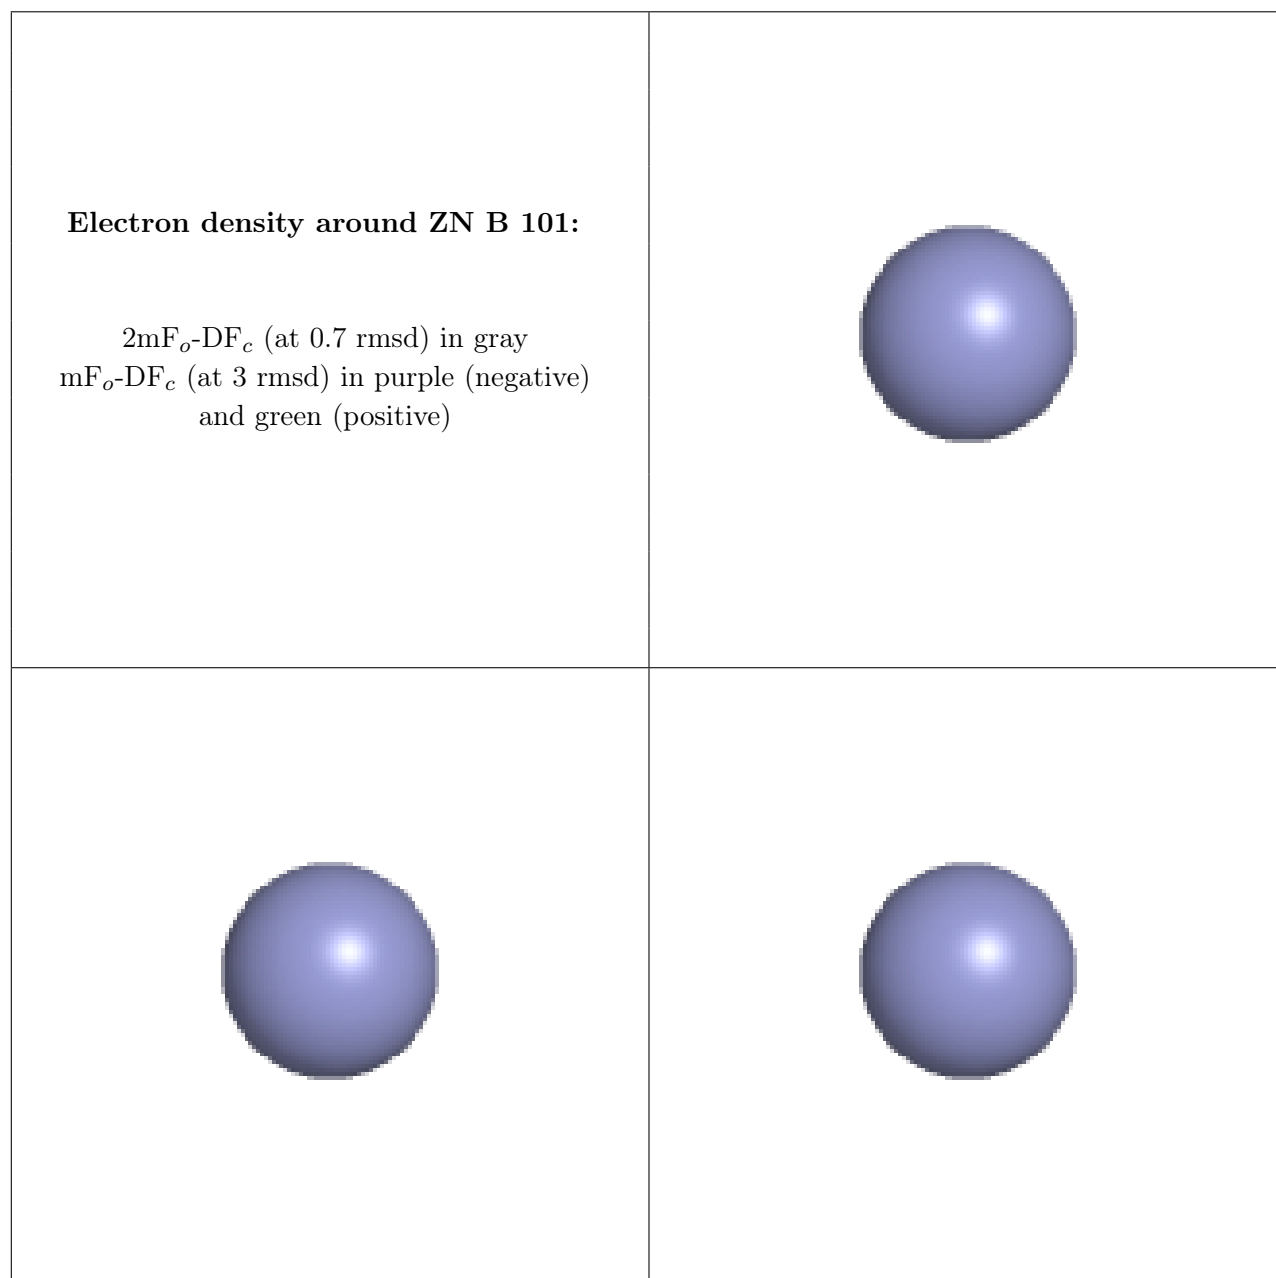 Electron density around ZN B 101:
2mFₒ-DF𝒸 (at 0.7 rmsd) in gray
mFₒ-DF𝒸 (at 3 rmsd) in purple (negative)
and green (positive)